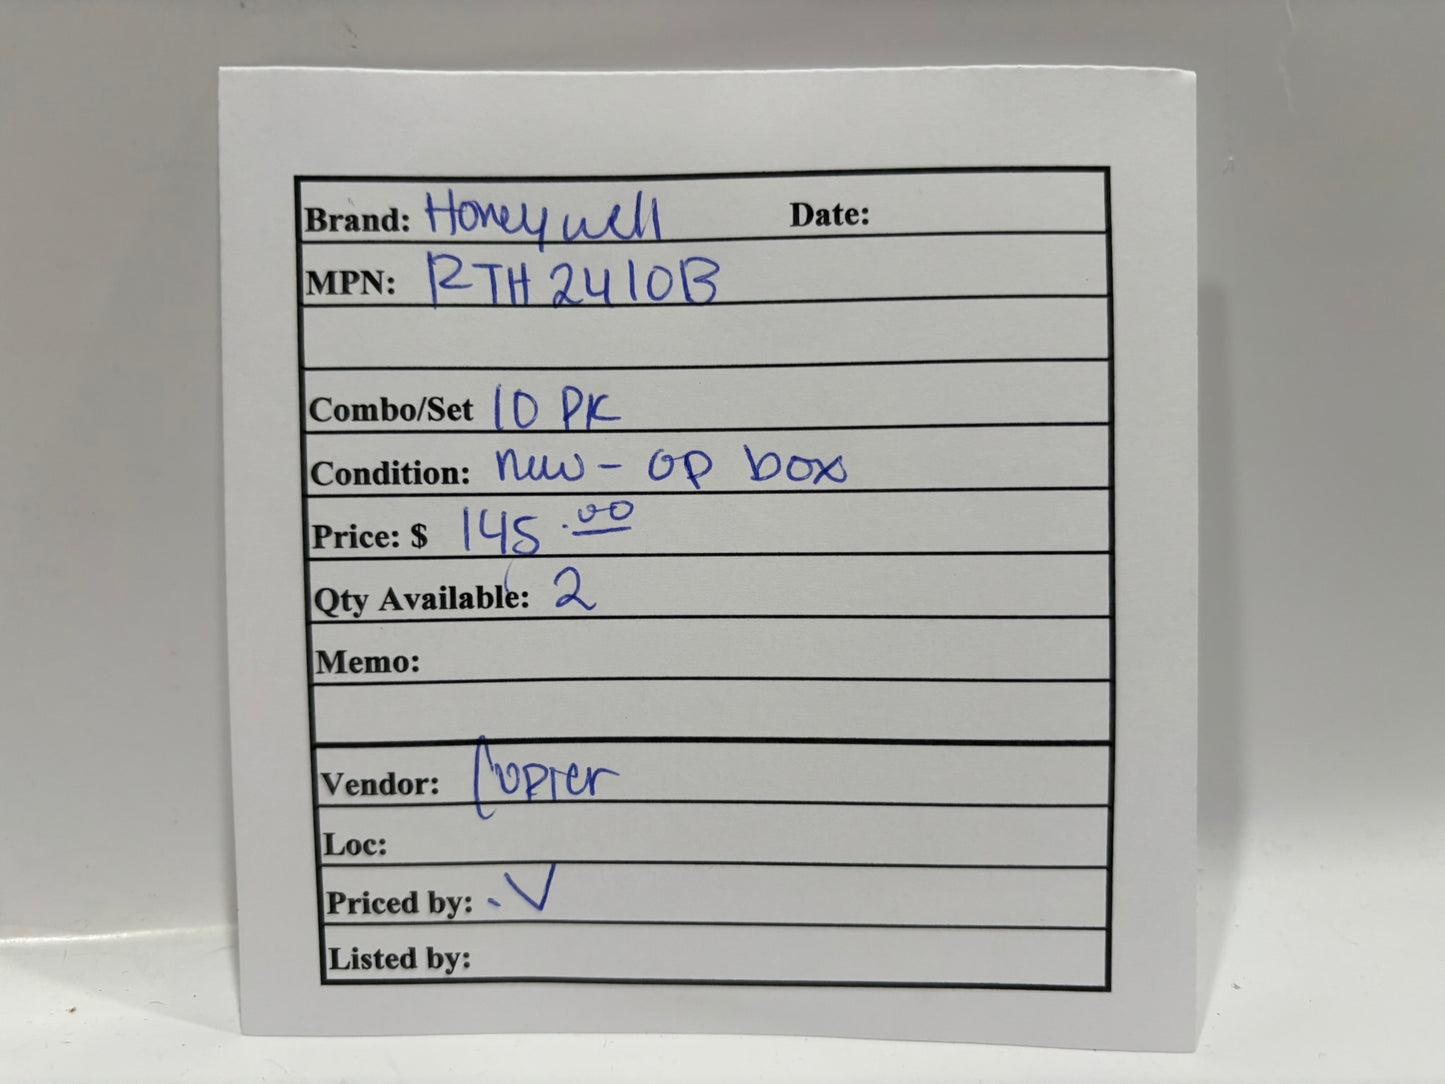 Brand: Honeywell Date:
MPN: RTH2410B
Combo/Set 10 PK
Condition: new - op box
Price: $ 145.00
Qty Available: 2
Memo:
Vendor: Copier
Loc:
Priced by: .V
Listed by: